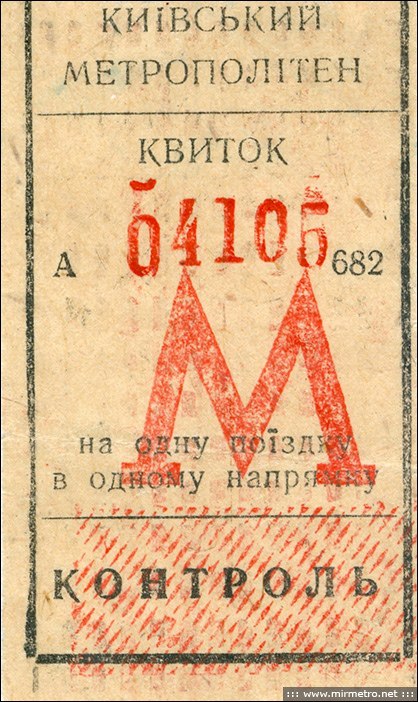 КИЇВСЬКИЙ
МЕТРОПОЛІТЕН
КВИТОК
А 04105 682
М
на одну поїздку
в одному напрямку
КОНТРОЛЬ
::: www.mirmetro.net :::